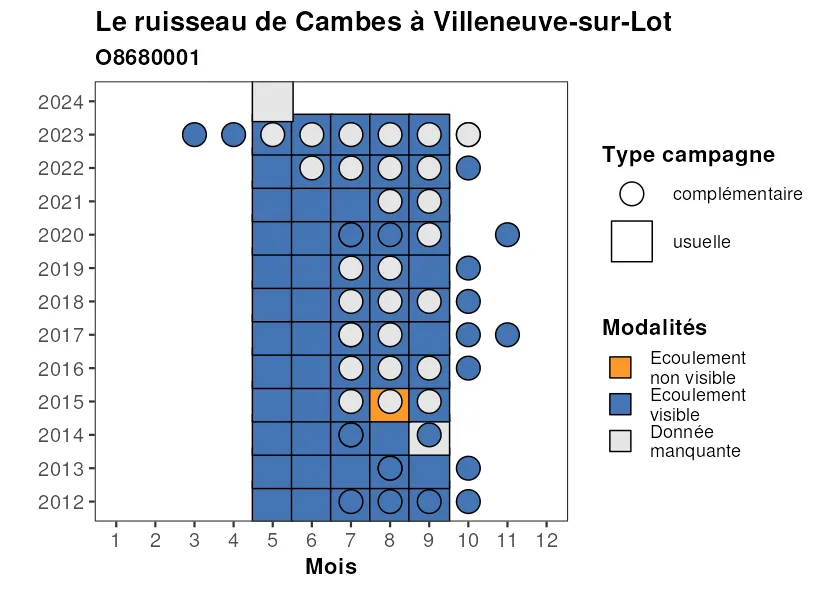 Le ruisseau de Cambes à Villeneuve-sur-Lot
O8680001
2024
2023
2022
2021
2020
2019
2018
2017
2016
2015
2014
2013
2012
1 2 3 4 5 6 7 8 9 10 11 12
Mois
Type campagne
complémentaire
usuelle
Modalités
Ecoulement
non visible
Ecoulement
visible
Donnée
manquante